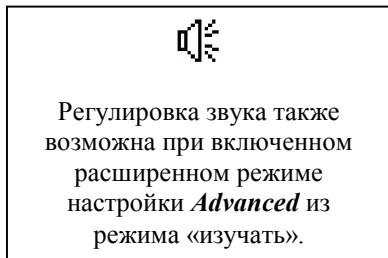 Регулировка звука также
возможна при включенном
расширенном режиме
настройки Advanced из
режима «изучать».